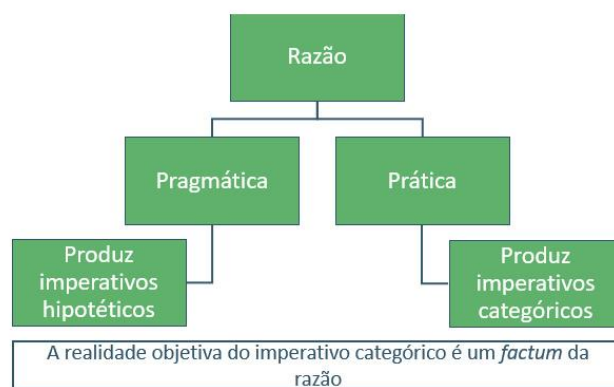 Razão
Pragmática
Prática
Produz
imperativos
hipotéticos
Produz
imperativos
categóricos
A realidade objetiva do imperativo categórico é um factum da
razão